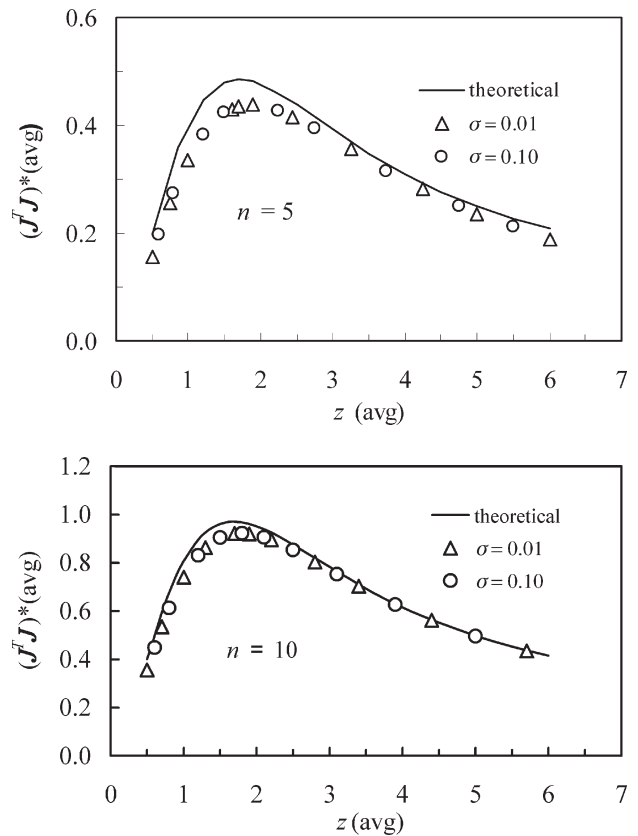 0.6
0.4
0.2
0.0
(JᵀJ)*(avg)
theoretical
σ = 0.01
σ = 0.10
n = 5
0 1 2 3 4 5 6 7
z (avg)
1.2
1.0
0.8
0.6
0.4
0.2
0.0
(JᵀJ)*(avg)
theoretical
σ = 0.01
σ = 0.10
n = 10
0 1 2 3 4 5 6 7
z (avg)